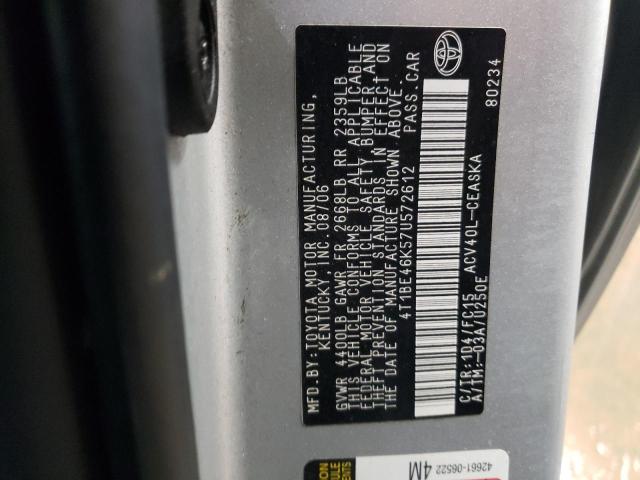 MFD.BY:TOYOTA MOTOR MANUFACTURING,
KENTUCKY,INC. 08/06
GVWR 4400LB GAWR FR 2668LB RR 2359LB
THIS VEHICLE CONFORMS TO ALL APPLICABLE
FEDERAL MOTOR VEHICLE SAFETY, BUMPER, AND
THEFT PREVENTION STANDARDS IN EFFECT ON
THE DATE OF MANUFACTURE SHOWN ABOVE.
4T1BE46K57U572612 PASS.CAR
C/TR:1D4/FC15 ACV40L-CEASKA
A/TM:-03A/U250E 80234
42661-06522
4M